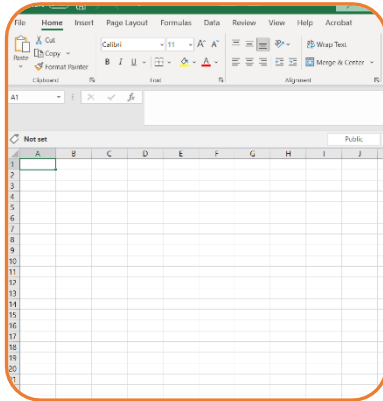 File Home Insert Page Layout Formulas Data Review View Help Acrobat
Cut
Calibri 11 A^ A˅ Wrap Text
Copy
Paste B I U A Merge & Center
Format Painter
Clipboard Font Alignment
A1 fx
Not set Public
A B C D E F G H I J
1
2
3
4
5
6
7
8
9
10
11
12
13
14
15
16
17
18
19
20
21